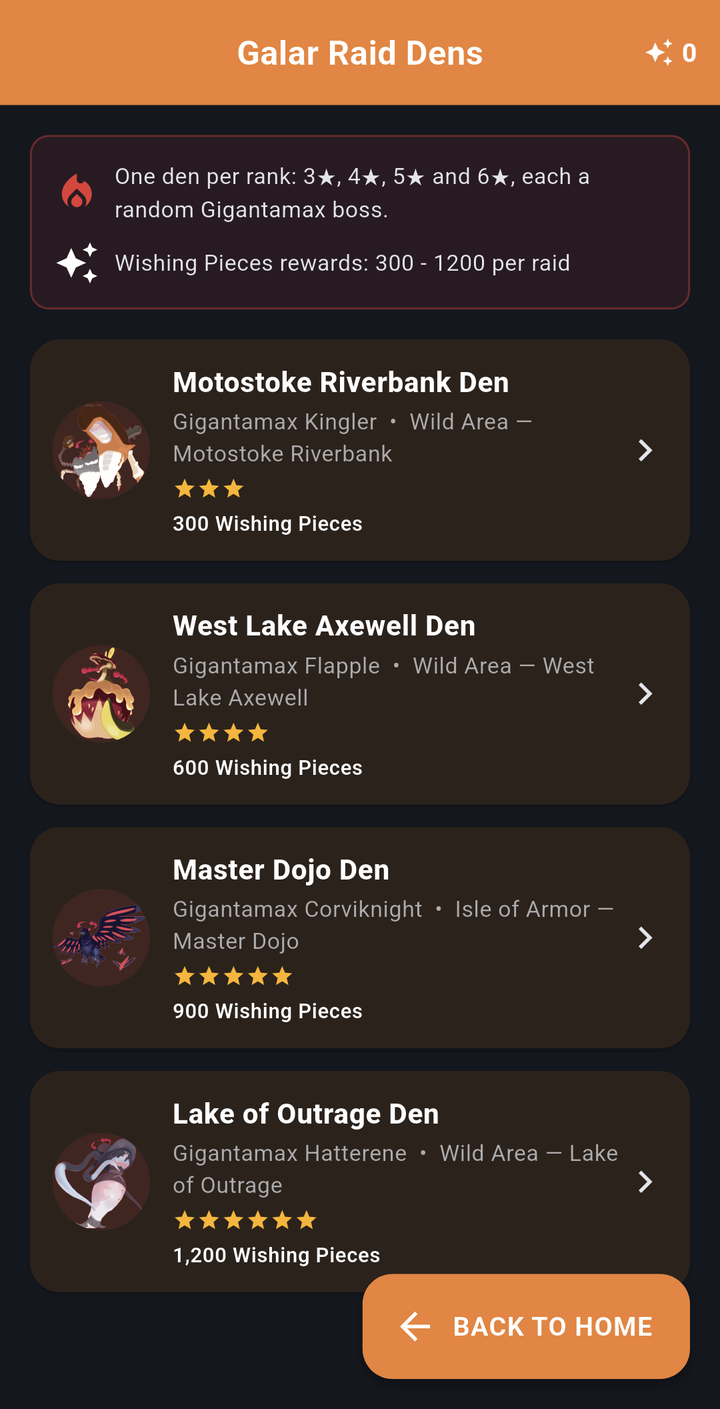 Galar Raid Dens
0
One den per rank: 3★, 4★, 5★ and 6★, each a
random Gigantamax boss.
Wishing Pieces rewards: 300 - 1200 per raid
Motostoke Riverbank Den
Gigantamax Kingler • Wild Area —
Motostoke Riverbank
★★★
300 Wishing Pieces
West Lake Axewell Den
Gigantamax Flapple • Wild Area — West
Lake Axewell
★★★★
600 Wishing Pieces
Master Dojo Den
Gigantamax Corviknight • Isle of Armor —
Master Dojo
★★★★★
900 Wishing Pieces
Lake of Outrage Den
Gigantamax Hatterene • Wild Area — Lake
of Outrage
★★★★★★
1,200 Wishing Pieces
BACK TO HOME